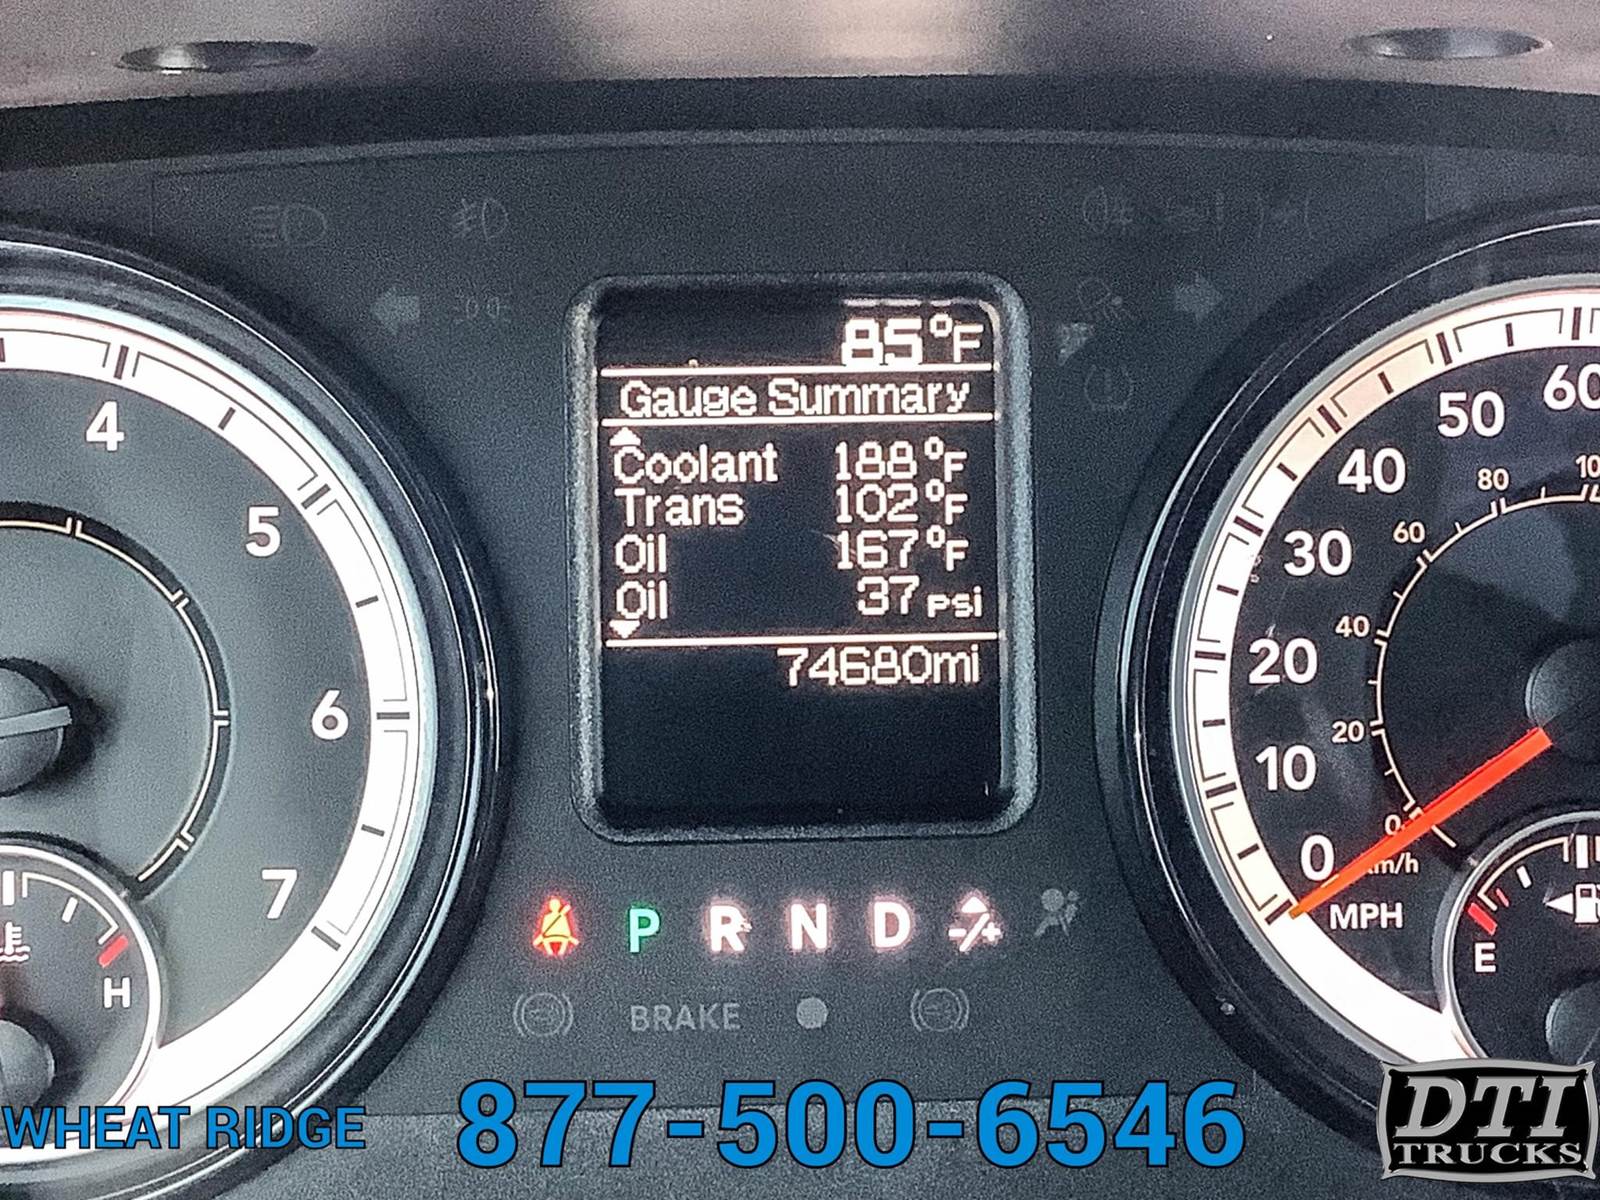 85°F
Gauge Summary
Coolant 188°F
Trans 102°F
Oil 167°F
Oil 37 psi
74680mi
4
5
6
7
H
60
50
40
30
20
10
0
MPH
80
60
40
20
0
km/h
E
P R N D -/+
BRAKE
WHEAT RIDGE
877-500-6546
DTI
TRUCKS